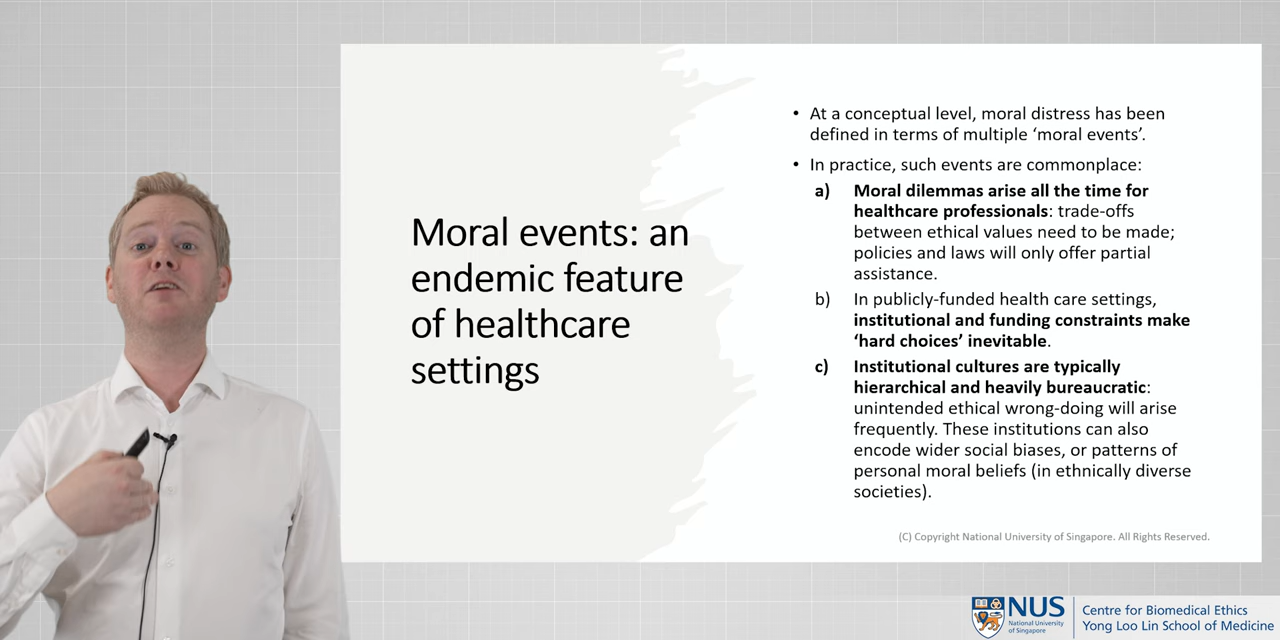 Moral events: an
endemic feature
of healthcare
settings
• At a conceptual level, moral distress has been
defined in terms of multiple ‘moral events’.
• In practice, such events are commonplace:
a) Moral dilemmas arise all the time for
healthcare professionals: trade-offs
between ethical values need to be made;
policies and laws will only offer partial
assistance.
b) In publicly-funded health care settings,
institutional and funding constraints make
‘hard choices’ inevitable.
c) Institutional cultures are typically
hierarchical and heavily bureaucratic:
unintended ethical wrong-doing will arise
frequently. These institutions can also
encode wider social biases, or patterns of
personal moral beliefs (in ethnically diverse
societies).
(C) Copyright National University of Singapore. All Rights Reserved.
NUS
National University
of Singapore
Centre for Biomedical Ethics
Yong Loo Lin School of Medicine